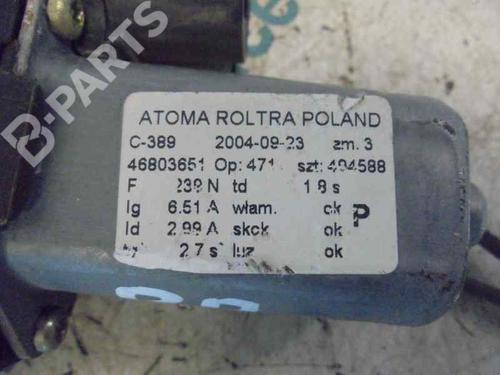 B-PARTS
ATOMA ROLTRA POLAND
C-389 2004-09-23 zm. 3
46803651 Op: 471 szt: 494588
F 239 N td 1.8 s
Ig 6.51 A włam. ok P
Id 2.99 A skok ok
2.7 s luz ok